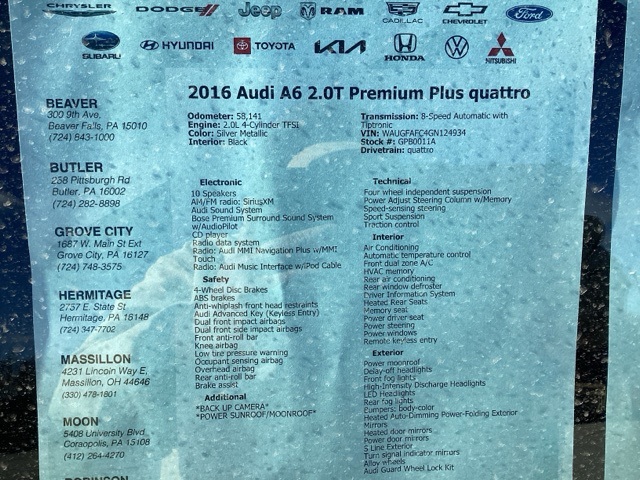 CHRYSLER DODGE Jeep RAM CADILLAC CHEVROLET Ford
SUBARU HYUNDAI TOYOTA KIA HONDA MITSUBISHI
2016 Audi A6 2.0T Premium Plus quattro
BEAVER
300 9th Ave,
Beaver Falls, PA 15010
(724) 843-1000
BUTLER
258 Pittsburgh Rd
Butler, PA 16002
(724) 282-8898
GROVE CITY
1687 W. Main St Ext
Grove City, PA 16127
(724) 748-3575
HERMITAGE
2757 E. State St
Hermitage, PA 16148
(724) 347-7702
MASSILLON
4231 Lincoln Way E,
Massillon, OH 44646
(330) 478-1801
MOON
5408 University Blvd
Coraopolis, PA 15108
(412) 264-4270
ROBINSON
Odometer: 58,141
Engine: 2.0L 4-Cylinder TFSI
Color: Silver Metallic
Interior: Black
Transmission: 8-Speed Automatic with
Tiptronic
VIN: WAUGFAFC4GN124934
Stock #: GPB0011A
Drivetrain: quattro
Electronic
10 Speakers
AM/FM radio: SiriusXM
Audi Sound System
Bose Premium Surround Sound System
w/AudioPilot
CD player
Radio data system
Radio: Audi MMI Navigation Plus w/MMI
Touch
Radio: Audi Music Interface w/iPod Cable
Safety
4-Wheel Disc Brakes
ABS brakes
Anti-whiplash front head restraints
Audi Advanced Key (Keyless Entry)
Dual front impact airbags
Dual front side impact airbags
Front anti-roll bar
Knee airbag
Low tire pressure warning
Occupant sensing airbag
Overhead airbag
Rear anti-roll bar
Brake assist
Additional
*BACK UP CAMERA*
*POWER SUNROOF/MOONROOF*
Technical
Four wheel independent suspension
Power Adjust Steering Column w/Memory
Speed-sensing steering
Sport Suspension
Traction control
Interior
Air Conditioning
Automatic temperature control
Front dual zone A/C
HVAC memory
Rear air conditioning
Rear window defroster
Driver Information System
Heated Rear Seats
Memory seat
Power driver seat
Power steering
Power windows
Remote keyless entry
Exterior
Power moonroof
Delay-off headlights
Front fog lights
High-Intensity Discharge Headlights
LED Headlights
Rear fog lights
Bumpers: body-color
Heated Auto-Dimming Power-Folding Exterior
Mirrors
Heated door mirrors
Power door mirrors
S Line Exterior
Turn signal indicator mirrors
Alloy wheels
Audi Guard Wheel Lock Kit